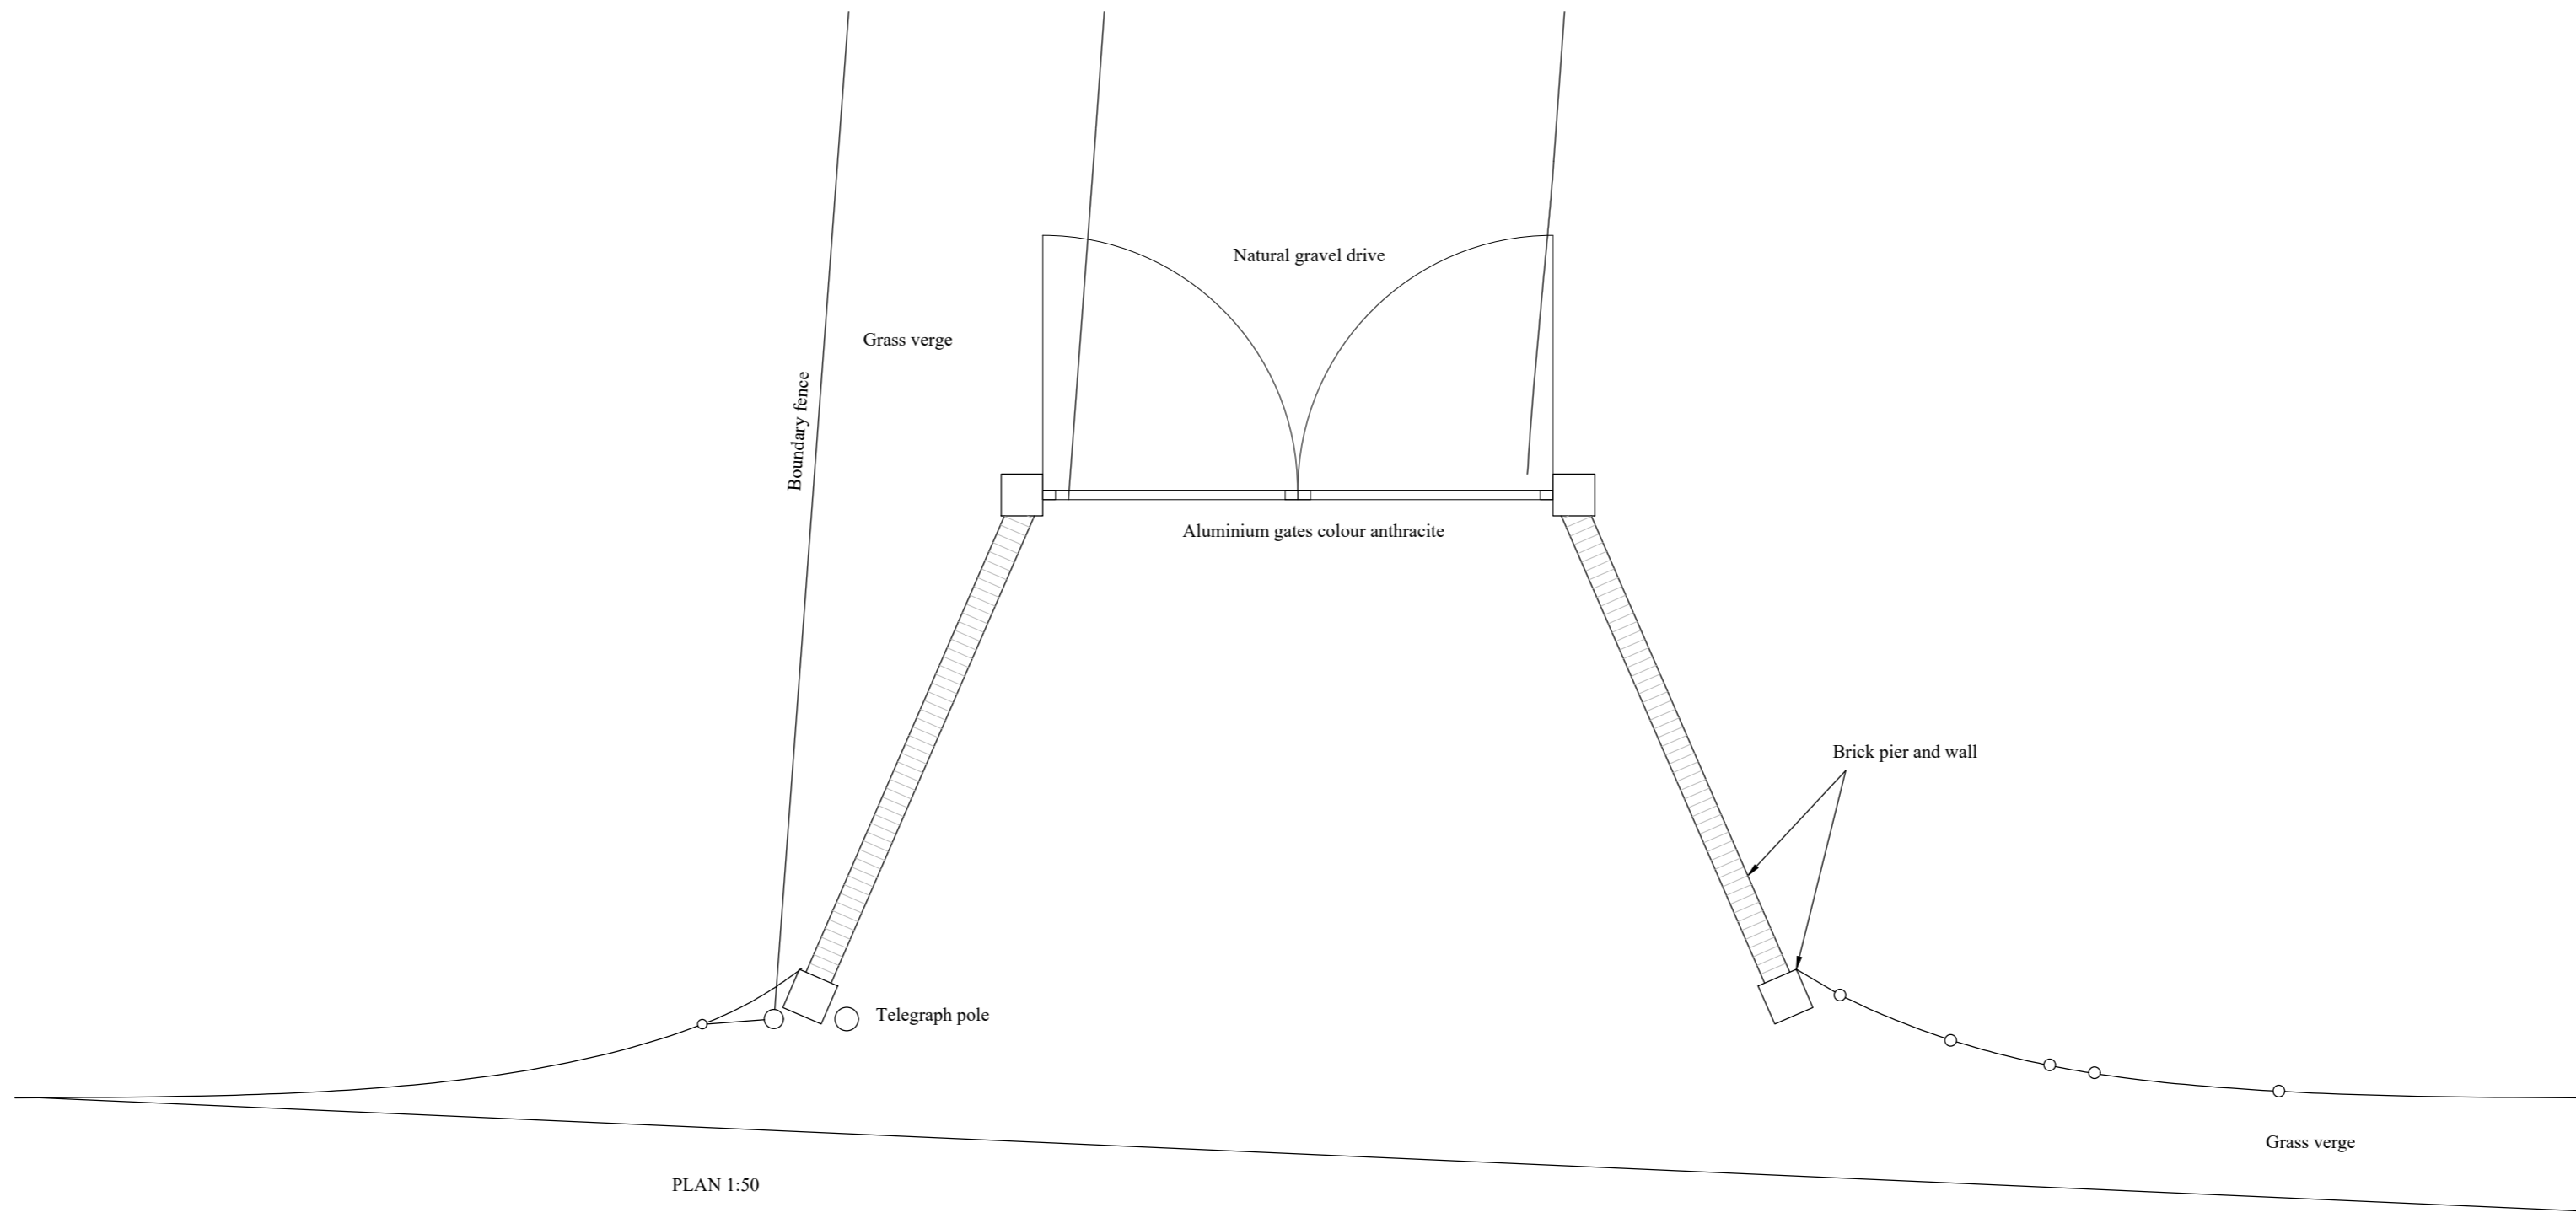 Natural gravel drive
Grass verge
Boundary fence
Aluminium gates colour anthracite
Brick pier and wall
Telegraph pole
Grass verge
PLAN 1:50